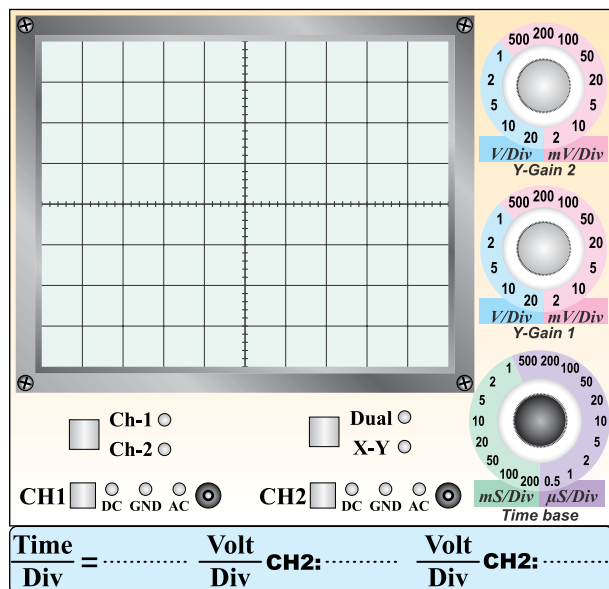 500 200 100
1 50
2 20
5 10
10 5
20 2
V/Div mV/Div
Y-Gain 2
500 200 100
1 50
2 20
5 10
10 5
20 2
V/Div mV/Div
Y-Gain 1
1 500 200 100
2 50
5 20
10 10
20 5
50 2
100 200 0.5 1
mS/Div µS/Div
Time base
Ch-1
Ch-2
Dual
X-Y
CH1 DC GND AC
CH2 DC GND AC
Time
Div
= ............
Volt
Div
CH2: ............
Volt
Div
CH2: ............